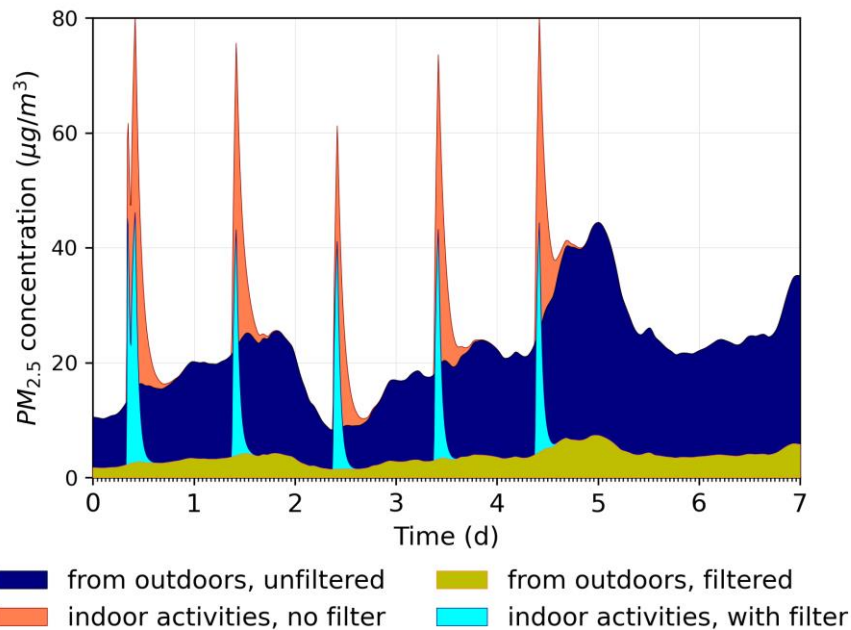 80
60
40
20
0
PM2.5 concentration (μg/m3)
0 1 2 3 4 5 6 7
Time (d)
from outdoors, unfiltered
from outdoors, filtered
indoor activities, no filter
indoor activities, with filter